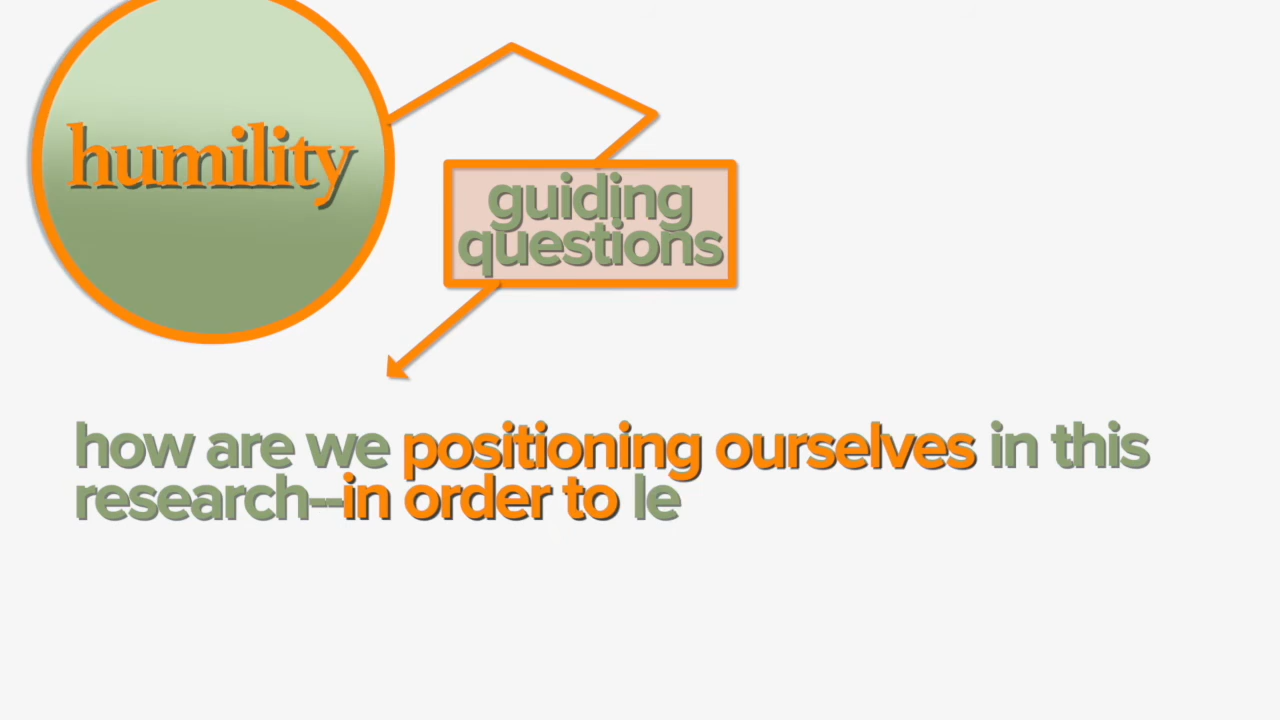 humility
guiding
questions
how are we positioning ourselves in this
research--in order to le